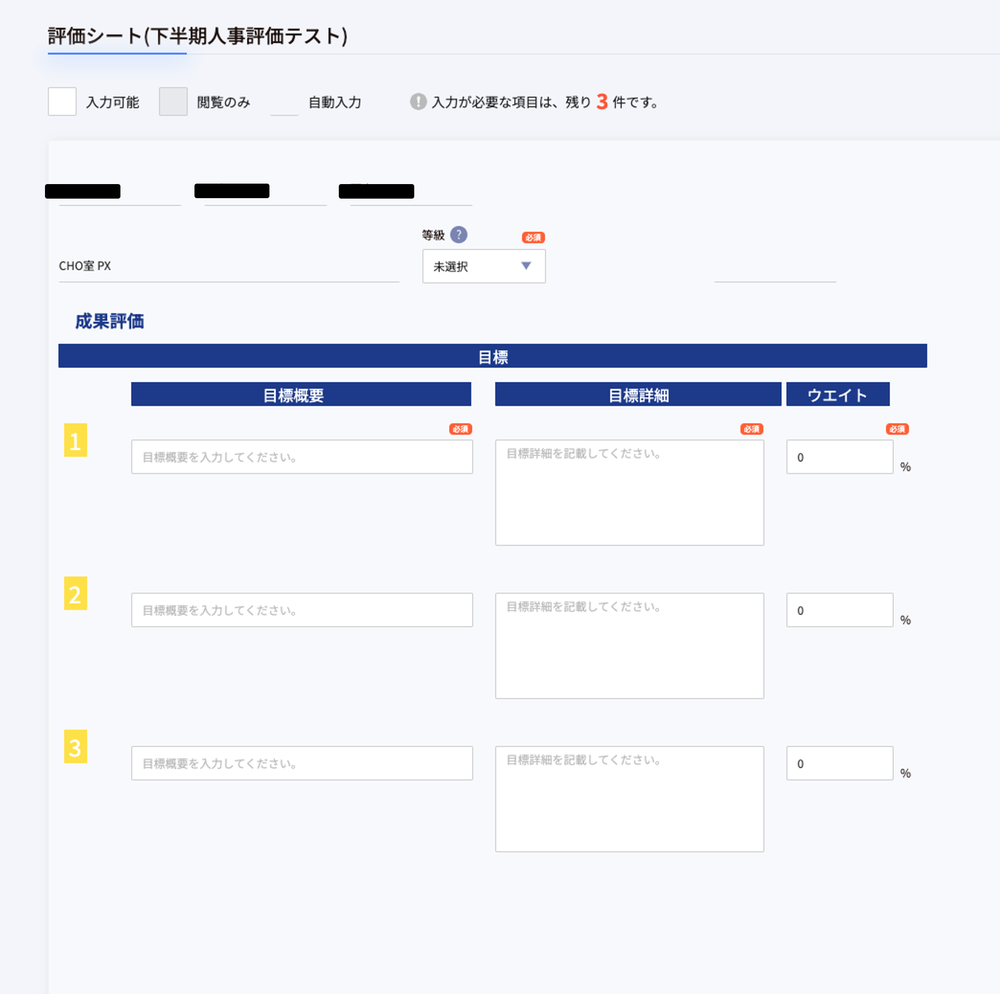 評価シート(下半期人事評価テスト)
入力可能 閲覧のみ 自動入力 入力が必要な項目は、残り 3 件です。
等級 ? 必須
CHO室 PX 未選択
成果評価
目標
目標概要 目標詳細 ウエイト
1 必須 必須 必須
目標概要を入力してください。 目標詳細を記載してください。 0 %
2
目標概要を入力してください。 目標詳細を記載してください。 0 %
3
目標概要を入力してください。 目標詳細を記載してください。 0 %